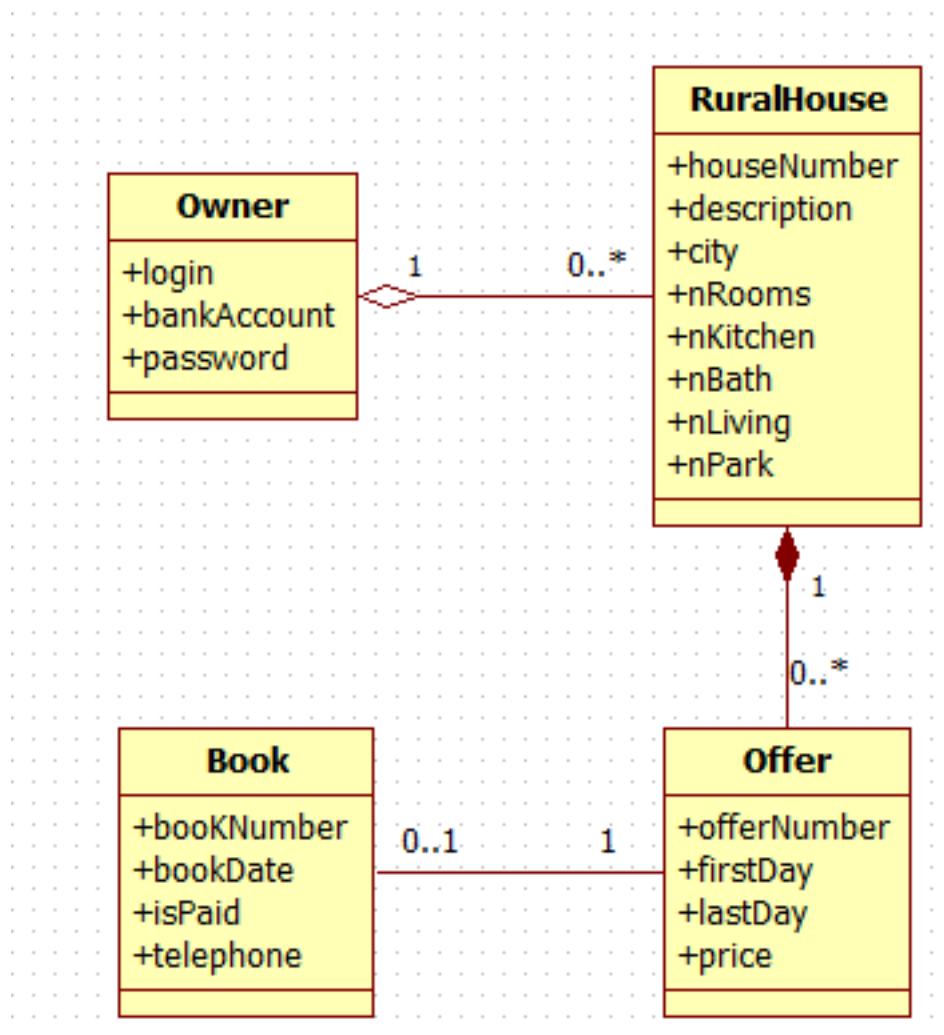 RuralHouse
+houseNumber
+description
+city
+nRooms
+nKitchen
+nBath
+nLiving
+nPark
Owner
+login
+bankAccount
+password
1
0..*
1
0..*
Book
+booKNumber
+bookDate
+isPaid
+telephone
0..1
1
Offer
+offerNumber
+firstDay
+lastDay
+price